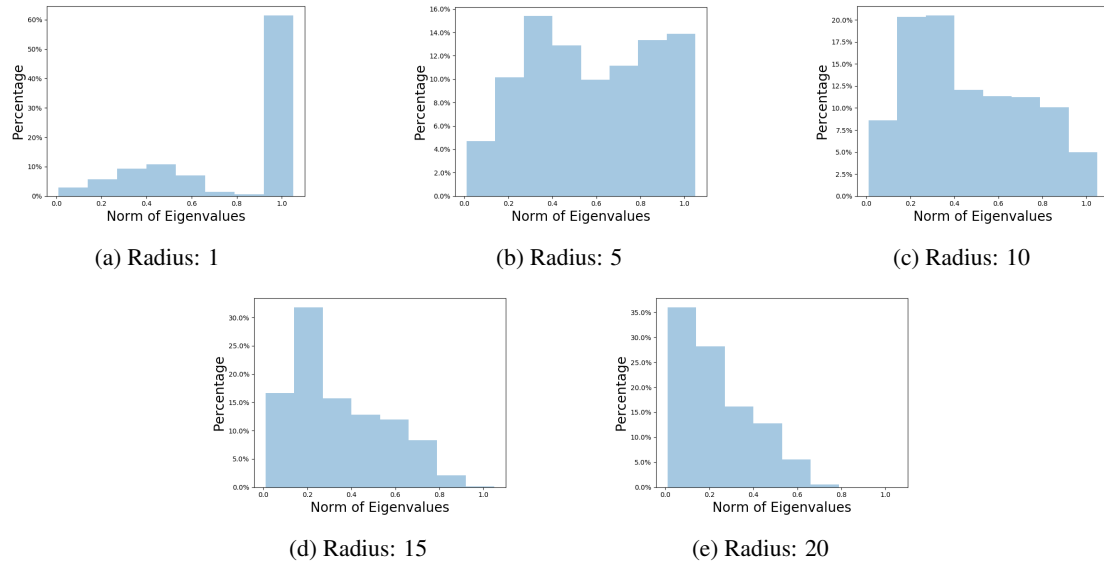 60%
50%
40%
30%
20%
10%
0%
Percentage
0.0 0.2 0.4 0.6 0.8 1.0
Norm of Eigenvalues
(a) Radius: 1
16.0%
14.0%
12.0%
10.0%
8.0%
6.0%
4.0%
2.0%
0.0%
Percentage
0.0 0.2 0.4 0.6 0.8 1.0
Norm of Eigenvalues
(b) Radius: 5
20.0%
17.5%
15.0%
12.5%
10.0%
7.5%
5.0%
2.5%
0.0%
Percentage
0.0 0.2 0.4 0.6 0.8 1.0
Norm of Eigenvalues
(c) Radius: 10
30.0%
25.0%
20.0%
15.0%
10.0%
5.0%
0.0%
Percentage
0.0 0.2 0.4 0.6 0.8 1.0
Norm of Eigenvalues
(d) Radius: 15
35.0%
30.0%
25.0%
20.0%
15.0%
10.0%
5.0%
0.0%
Percentage
0.0 0.2 0.4 0.6 0.8 1.0
Norm of Eigenvalues
(e) Radius: 20